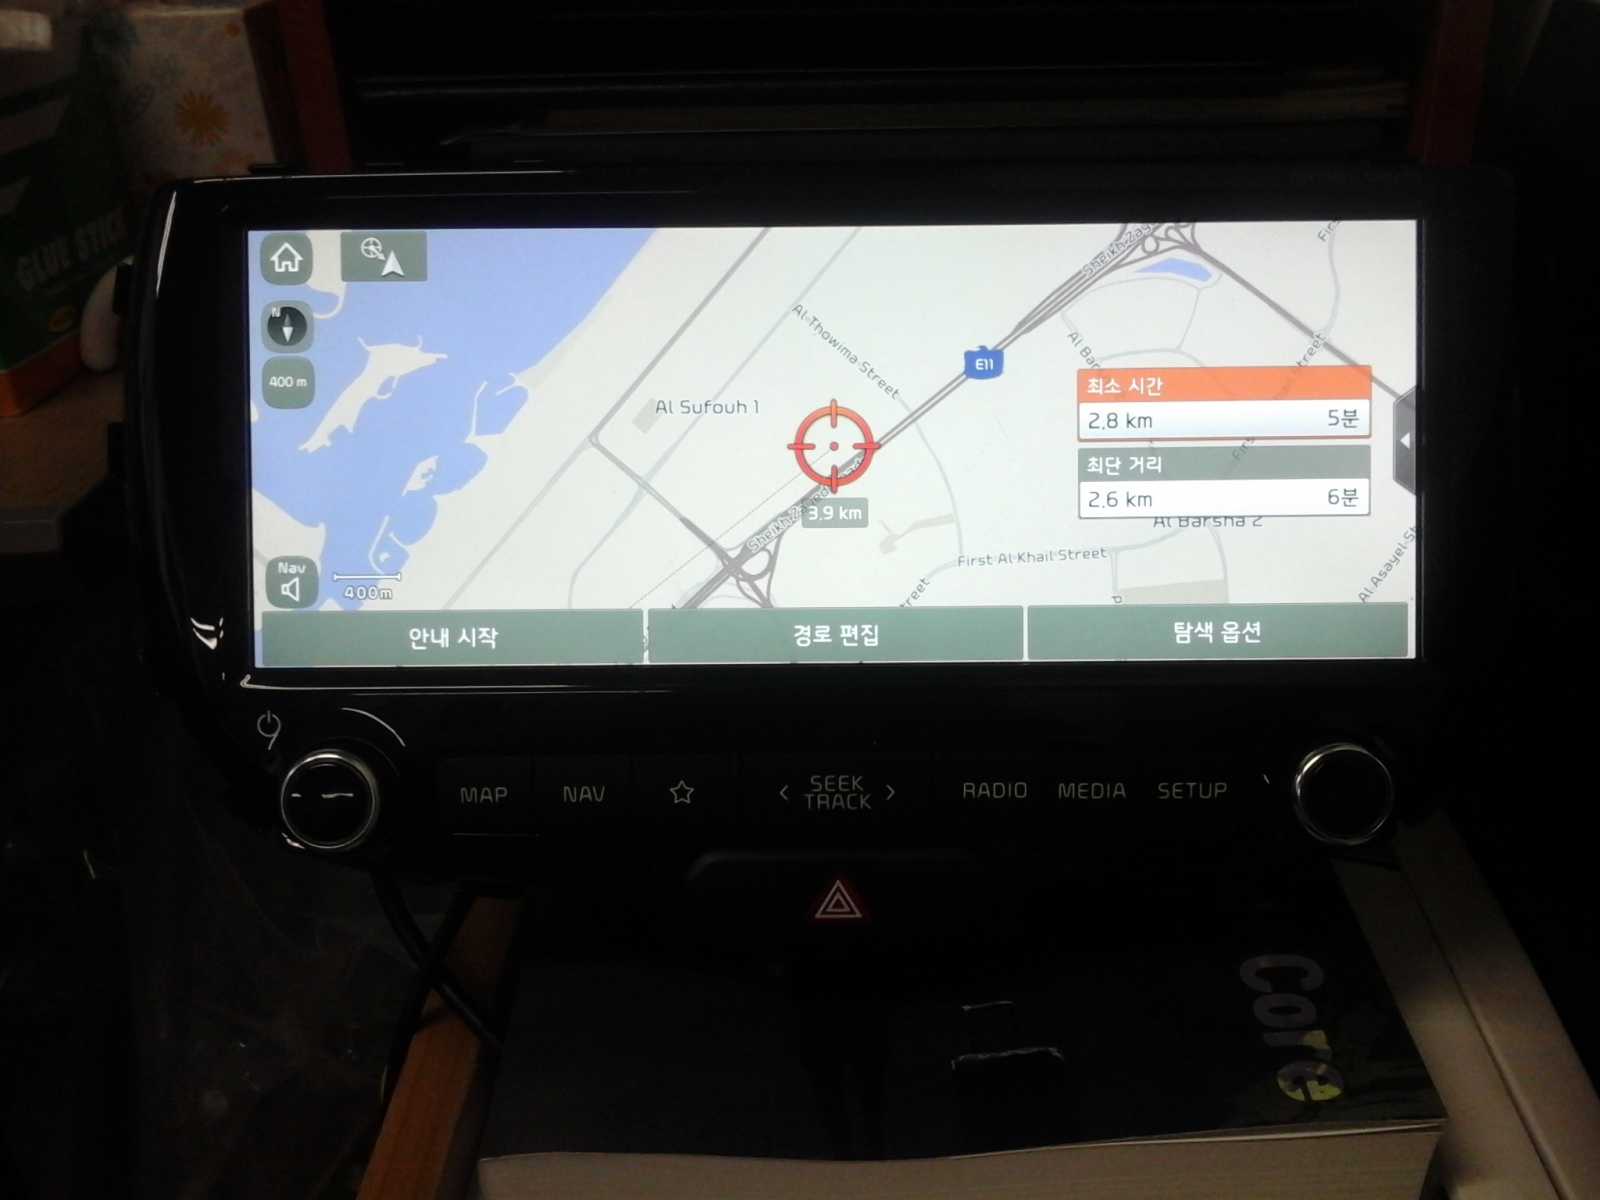 GLUE STICK
N
400 m
Nav
400m
Al Sufouh 1
Al Thowima Street
E11
Sheikh Zay
3.9 km
First Al Khail Street
Al Barsha 2
Al Asayel St
최소 시간
2.8 km 5분
최단 거리
2.6 km 6분
안내 시작 경로 편집 탐색 옵션
MAP NAV SEEK TRACK RADIO MEDIA SETUP
Core